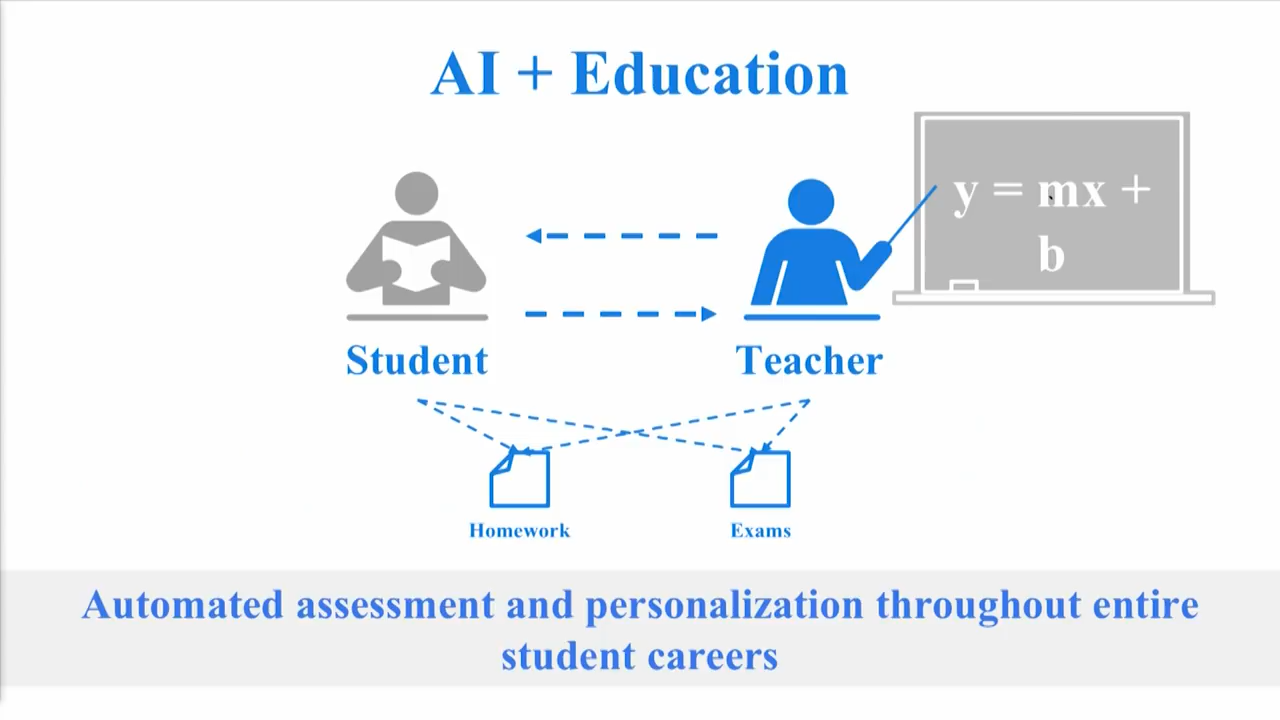 AI + Education
y = mx +
b
Student
Teacher
Homework
Exams
Automated assessment and personalization throughout entire
student careers